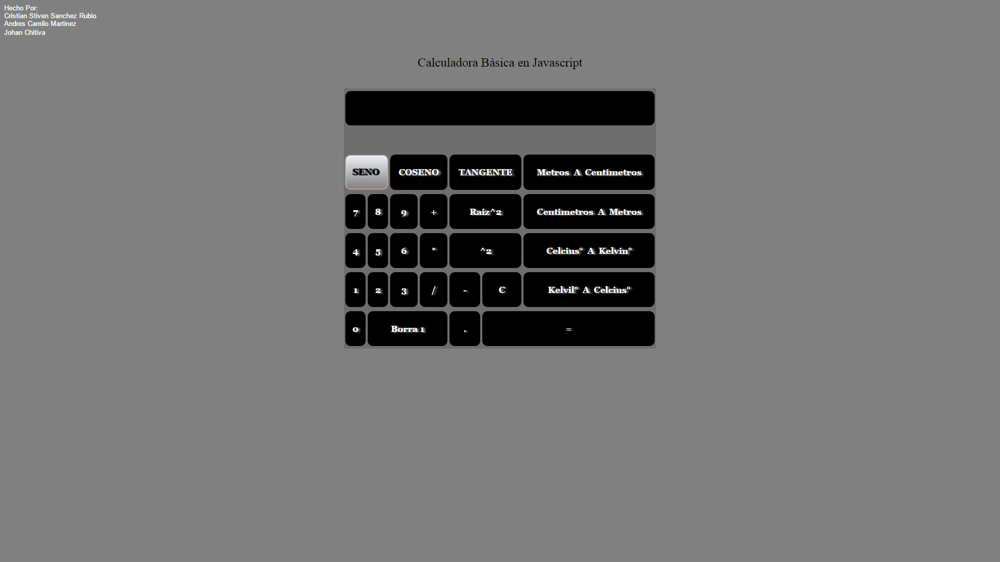 Hecho Por:
Cristian Stiven Sanchez Rubio
Andres Camilo Martinez
Johan Chitiva
Calculadora Bàsica en Javascript
SENO COSENO TANGENTE Metros A Centimetros
7 8 9 + Raiz^2 Centimetros A Metros
4 5 6 * ^2 Celcius° A Kelvin°
1 2 3 / - C Kelvil° A Celcius°
0 Borra 1 . =